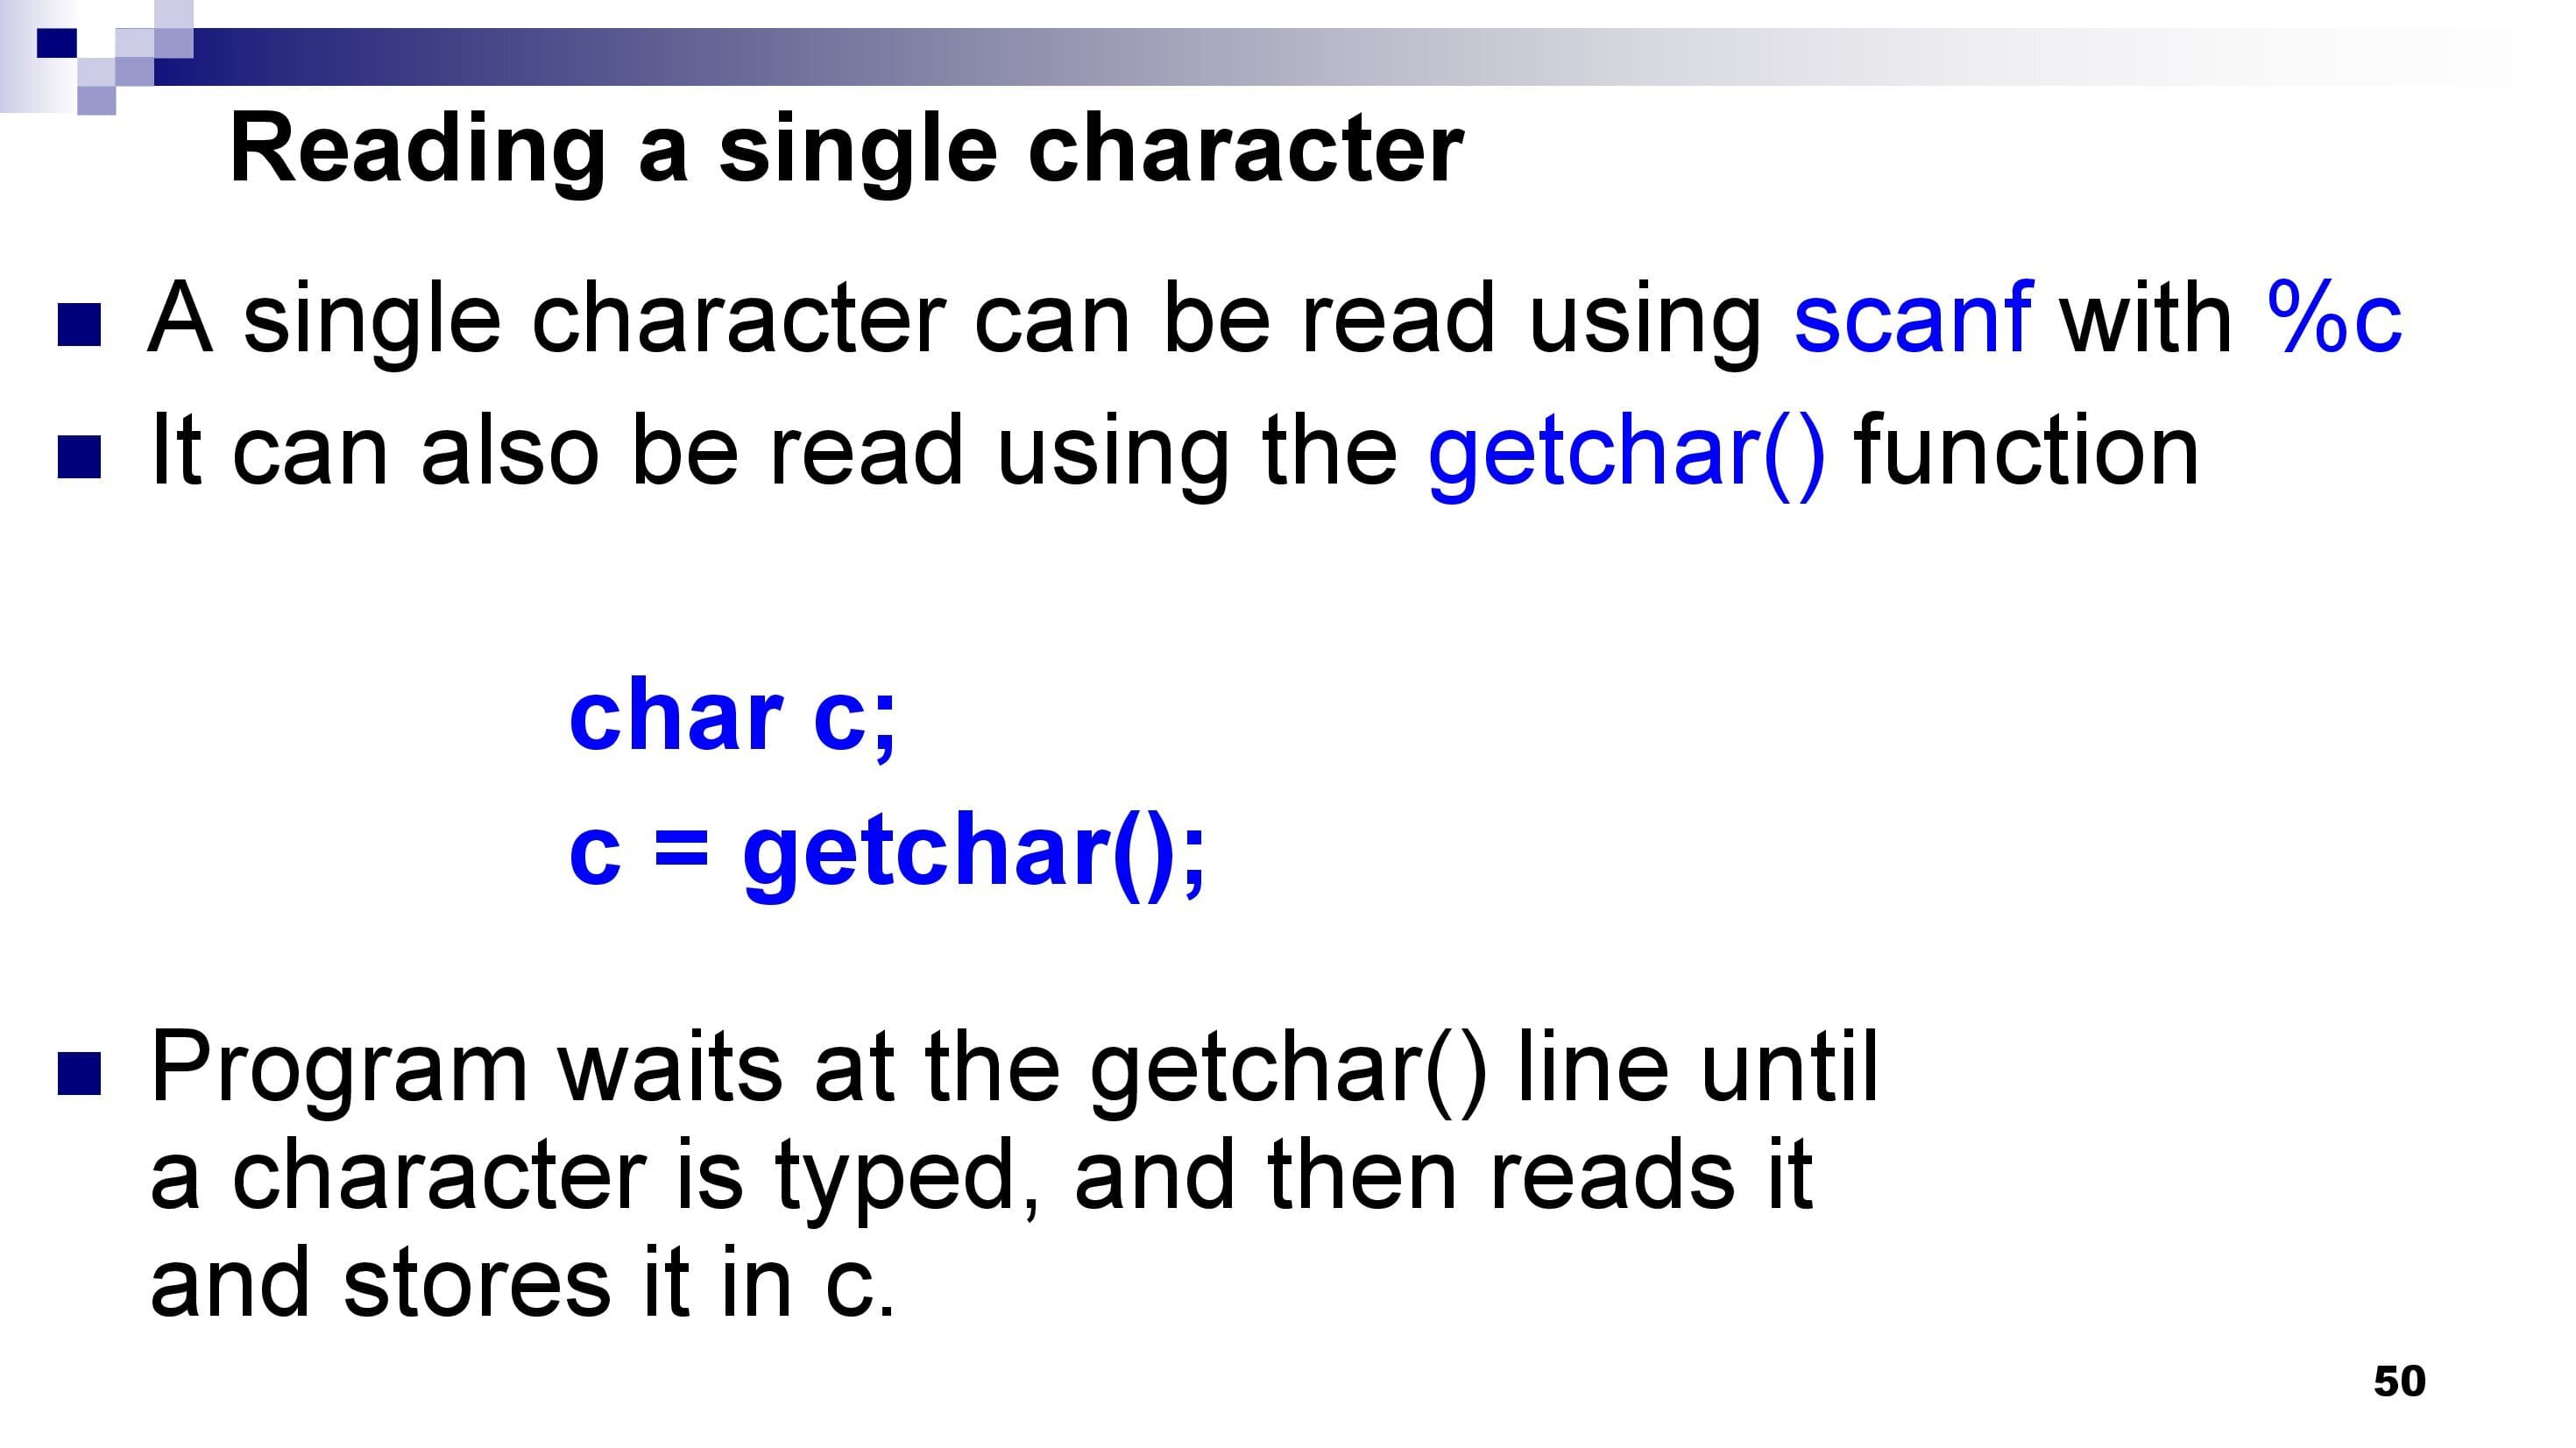 Reading a single character
A single character can be read using scanf with %c
It can also be read using the getchar() function
char c;
c = getchar();
Program waits at the getchar() line until
a character is typed, and then reads it
and stores it in c.
50